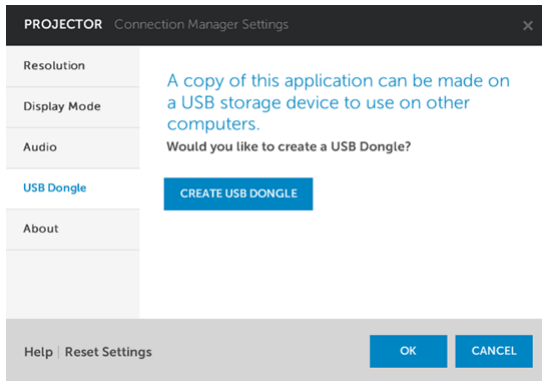 PROJECTOR Connection Manager Settings ×
Resolution
Display Mode
Audio
USB Dongle
About
A copy of this application can be made on
a USB storage device to use on other
computers.
Would you like to create a USB Dongle?
CREATE USB DONGLE
Help | Reset Settings
OK
CANCEL